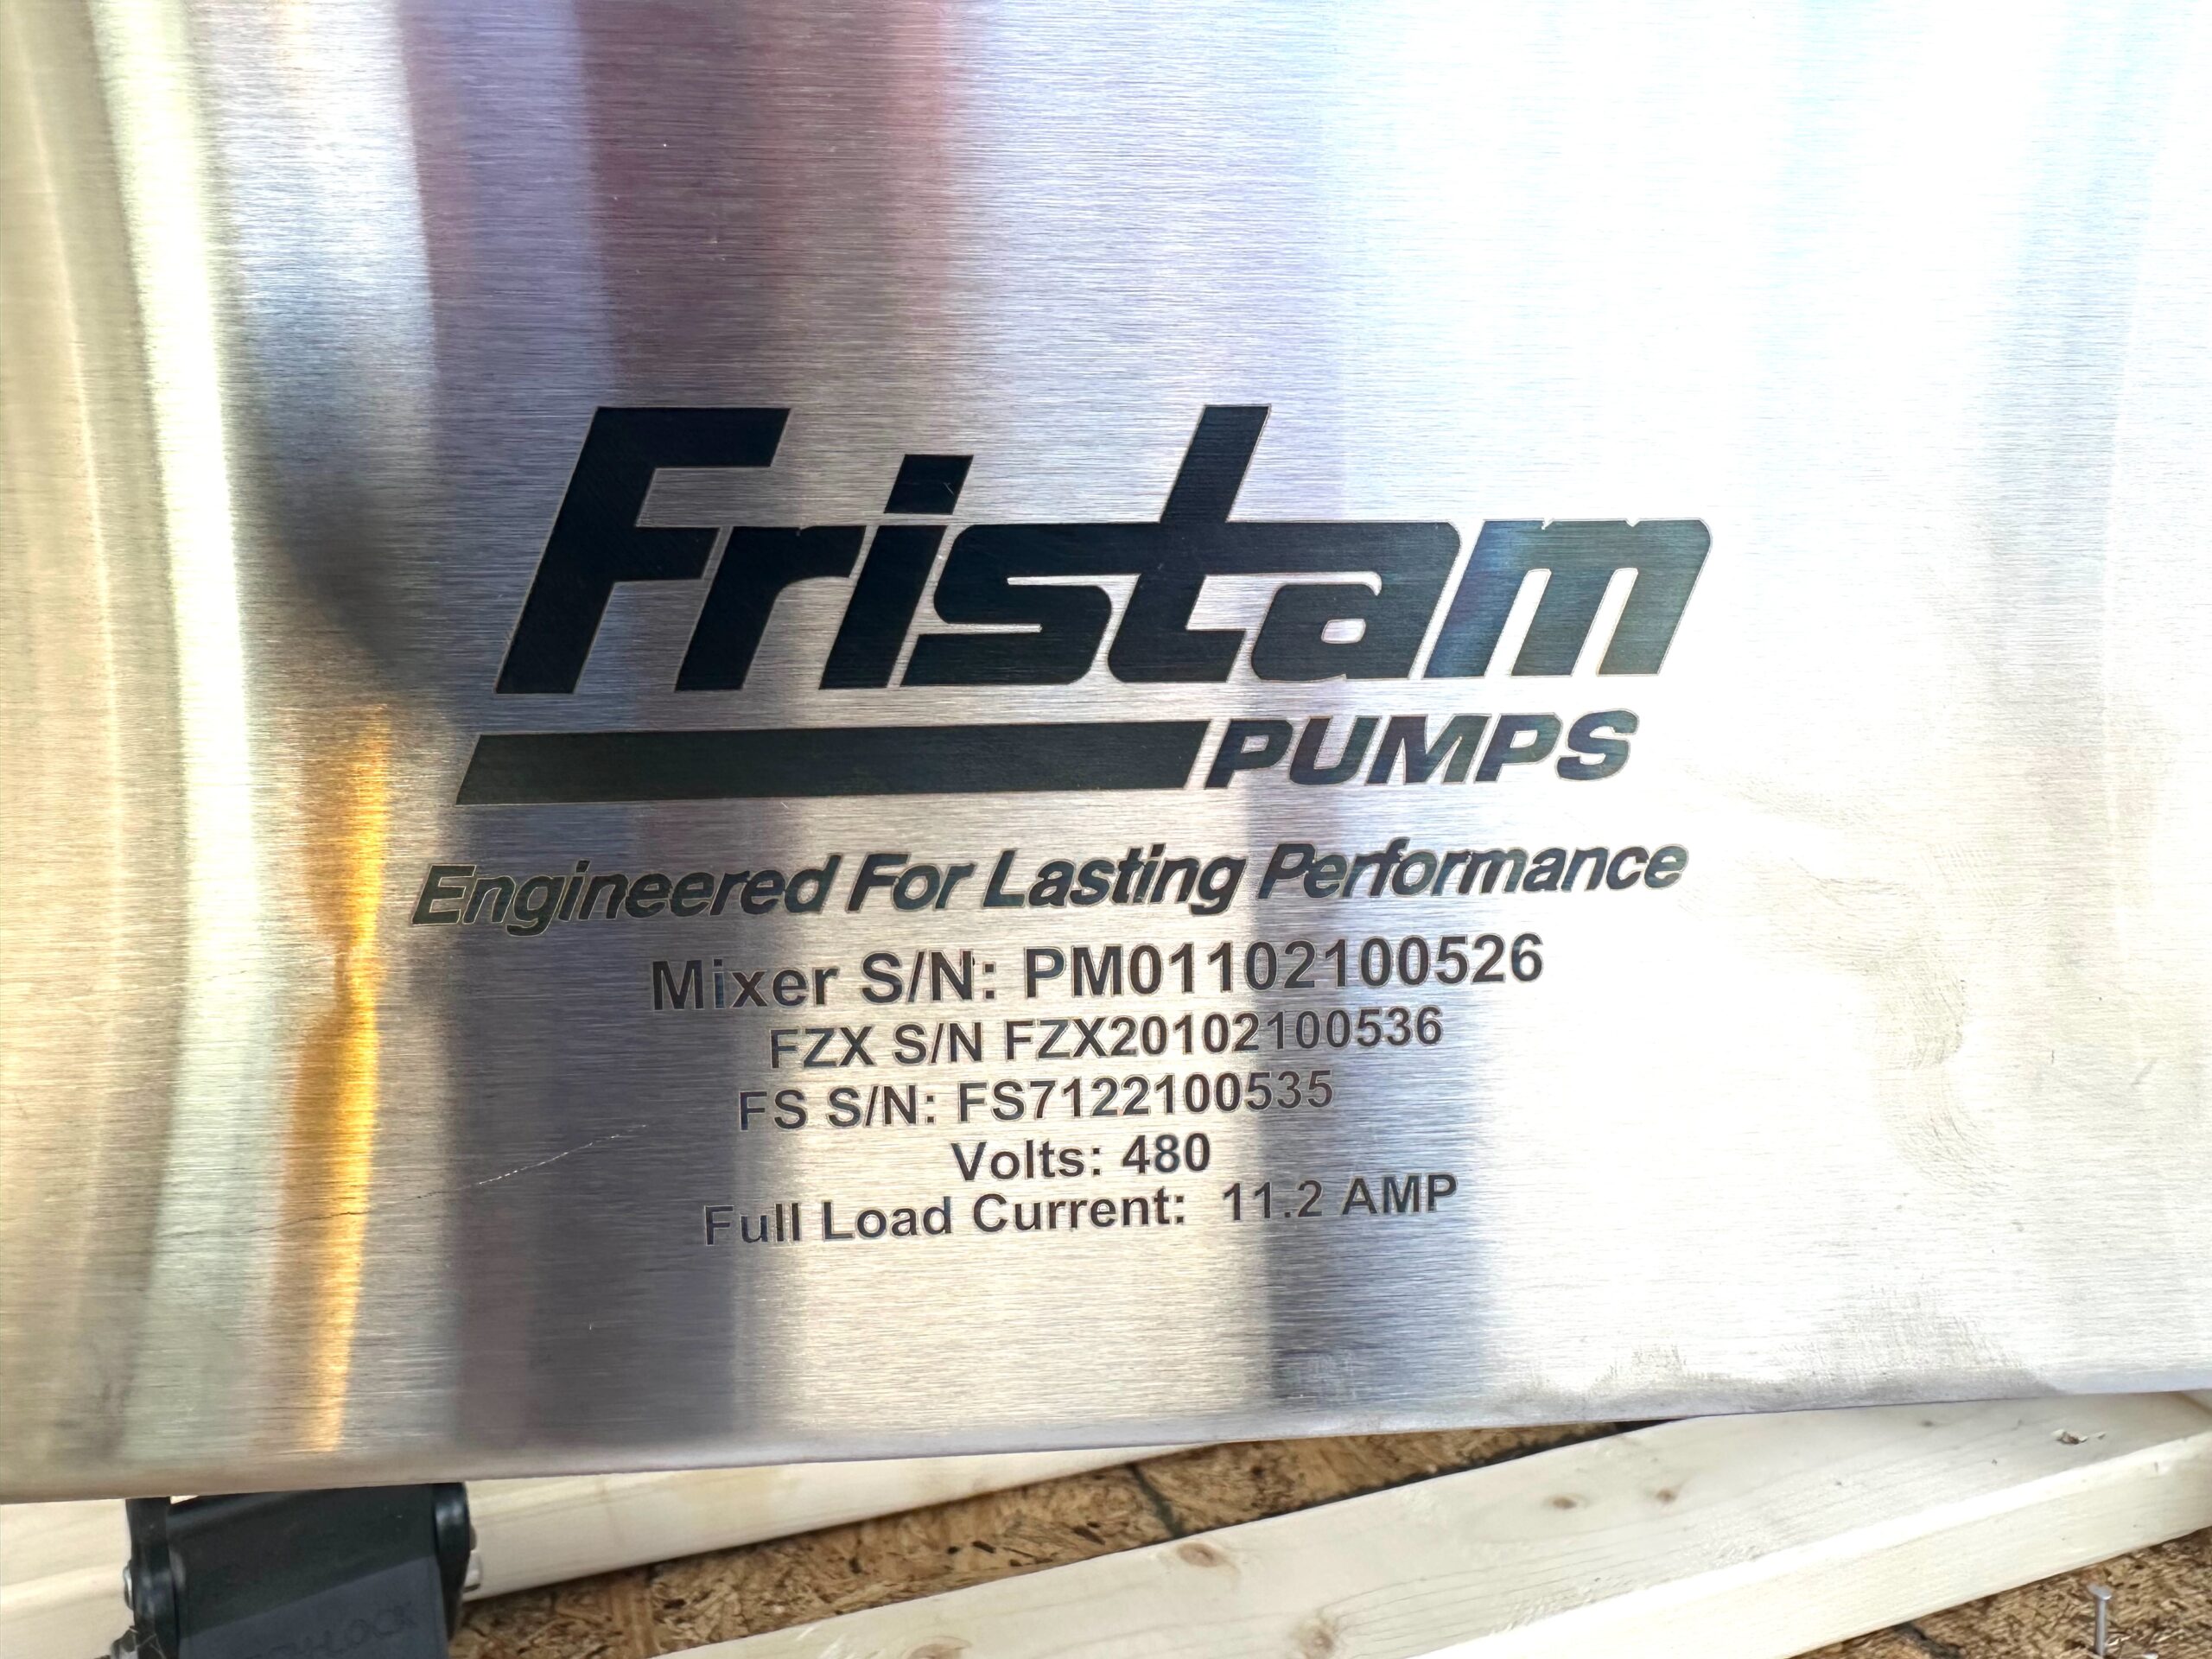 Fristam
PUMPS
Engineered For Lasting Performance
Mixer S/N: PM01102100526
FZX S/N FZX20102100536
FS S/N: FS7122100535
Volts: 480
Full Load Current: 11.2 AMP